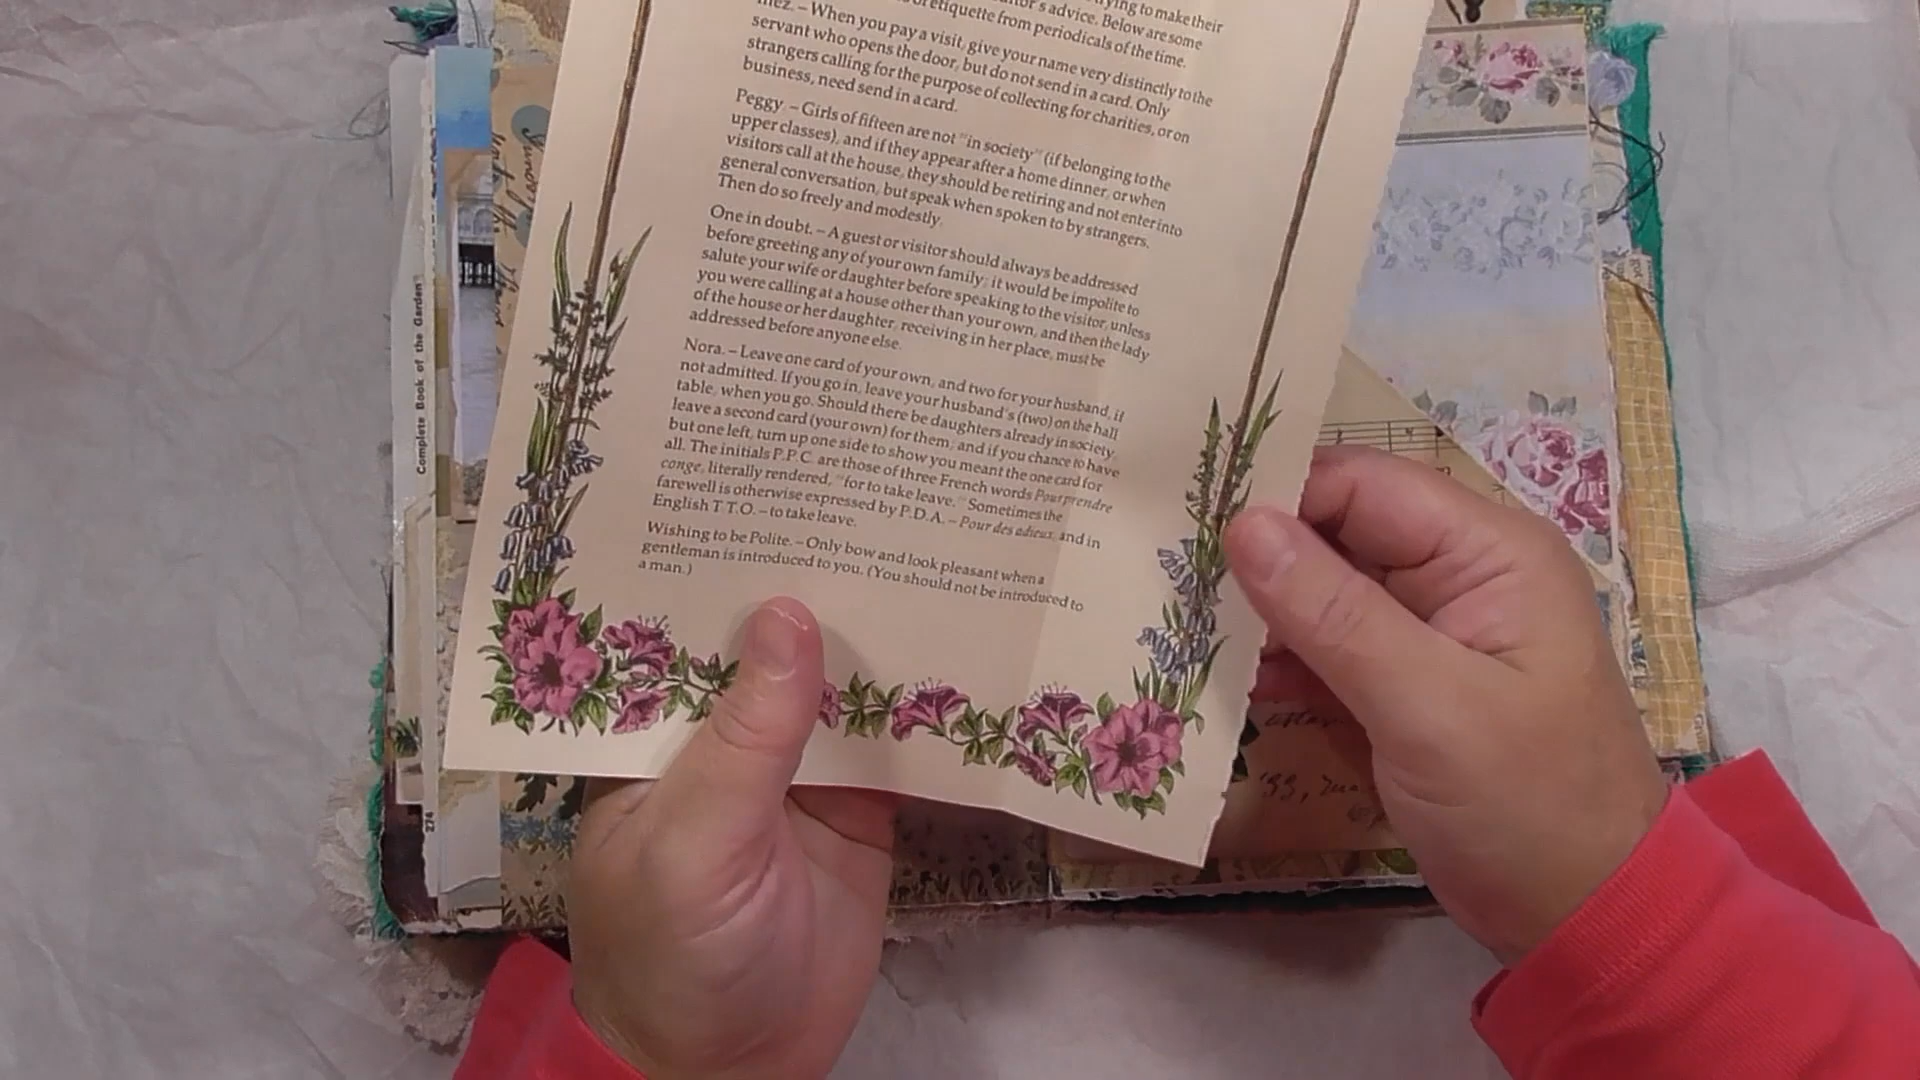 trying to make their
advice. Below are some
etiquette from periodicals of the time.
– When you pay a visit, give your name very distinctly to the
servant who opens the door, but do not send in a card. Only
strangers calling for the purpose of collecting for charities, or on
business, need send in a card.
Peggy. – Girls of fifteen are not "in society" (if belonging to the
upper classes), and if they appear after a home dinner, or when
visitors call at the house, they should be retiring and not enter into
general conversation, but speak when spoken to by strangers.
Then do so freely and modestly.
One in doubt. – A guest or visitor should always be addressed
before greeting any of your own family; it would be impolite to
salute your wife or daughter before speaking to the visitor, unless
you were calling at a house other than your own, and then the lady
of the house or her daughter, receiving in her place, must be
addressed before anyone else.
Nora. – Leave one card of your own, and two for your husband, if
not admitted. If you go in, leave your husband's (two) on the hall
table, when you go. Should there be daughters already in society,
leave a second card (your own) for them; and if you chance to have
but one left, turn up one side to show you meant the one card for
all. The initials P.P.C. are those of three French words Pour prendre
conge, literally rendered, "for to take leave." Sometimes the
farewell is otherwise expressed by P.D.A. – Pour des adieux, and in
English T.T.O. – to take leave.
Wishing to be Polite. – Only bow and look pleasant when a
gentleman is introduced to you. (You should not be introduced to
a man.)
Complete Book of the Garden
274
'33,